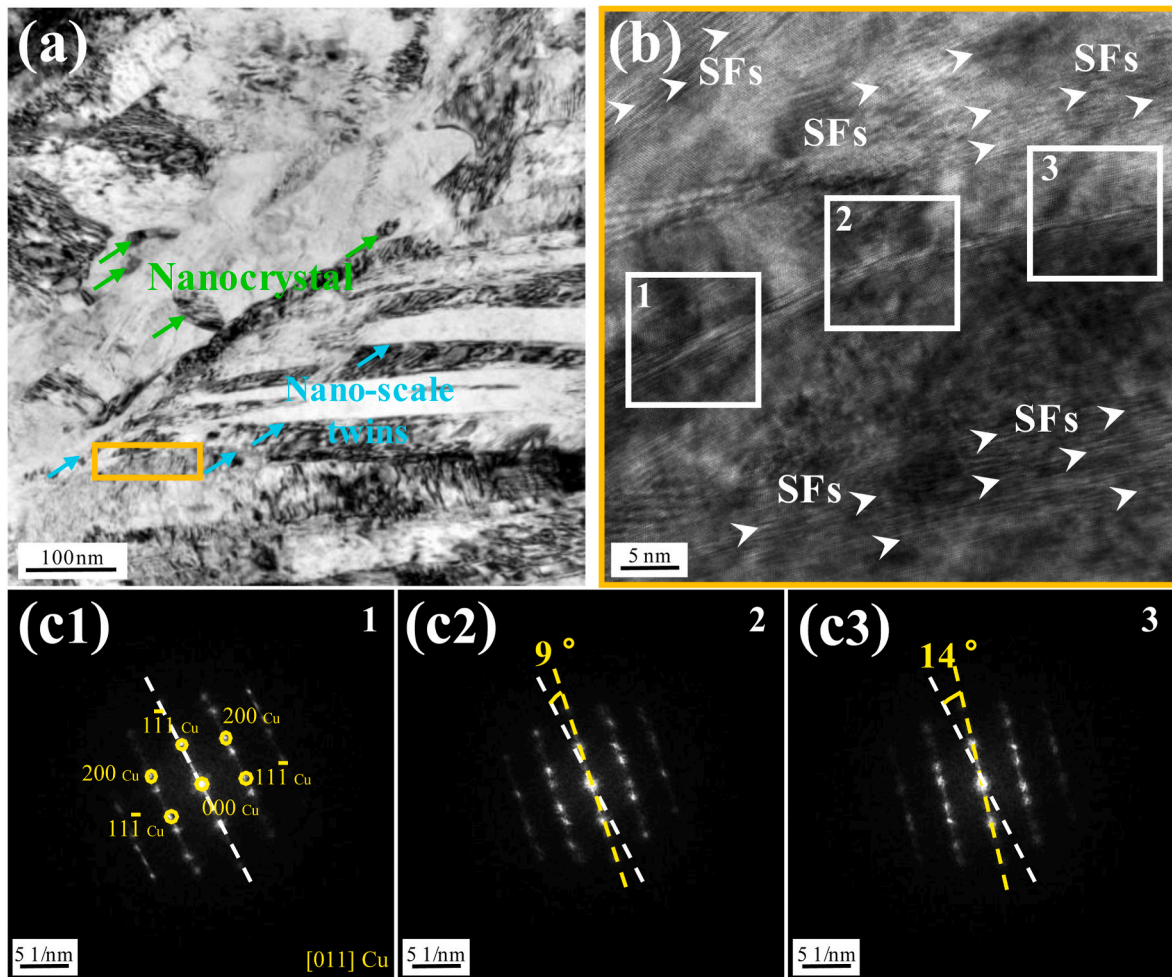 (a)
Nanocrystal
Nano-scale
twins
100nm
(b)
SFs
SFs
SFs
3
2
1
SFs
SFs
5 nm
(c1)
1
11̅1 Cu
200 Cu
200 Cu
111̅ Cu
000 Cu
111̅ Cu
5 1/nm
[011] Cu
(c2)
2
9 °
5 1/nm
(c3)
3
14 °
5 1/nm